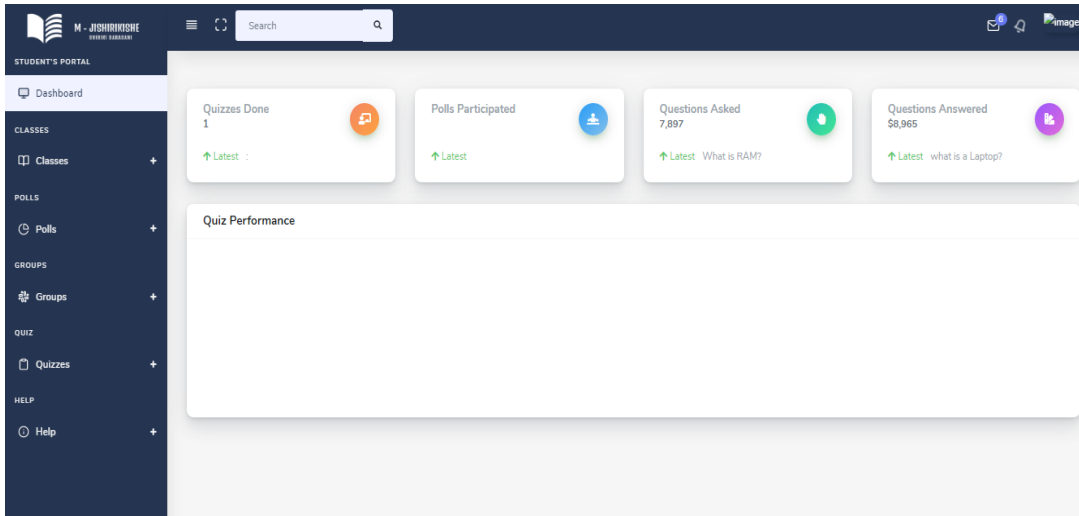 M - JISHIRIKISHE
SHIRIKI DARASANI
Search
6
image
STUDENT'S PORTAL
Dashboard
CLASSES
Classes +
POLLS
Polls +
GROUPS
Groups +
QUIZ
Quizzes +
HELP
Help +
Quizzes Done
1
Latest :
Polls Participated
Latest
Questions Asked
7,897
Latest What is RAM?
Questions Answered
$8,965
Latest what is a Laptop?
Quiz Performance